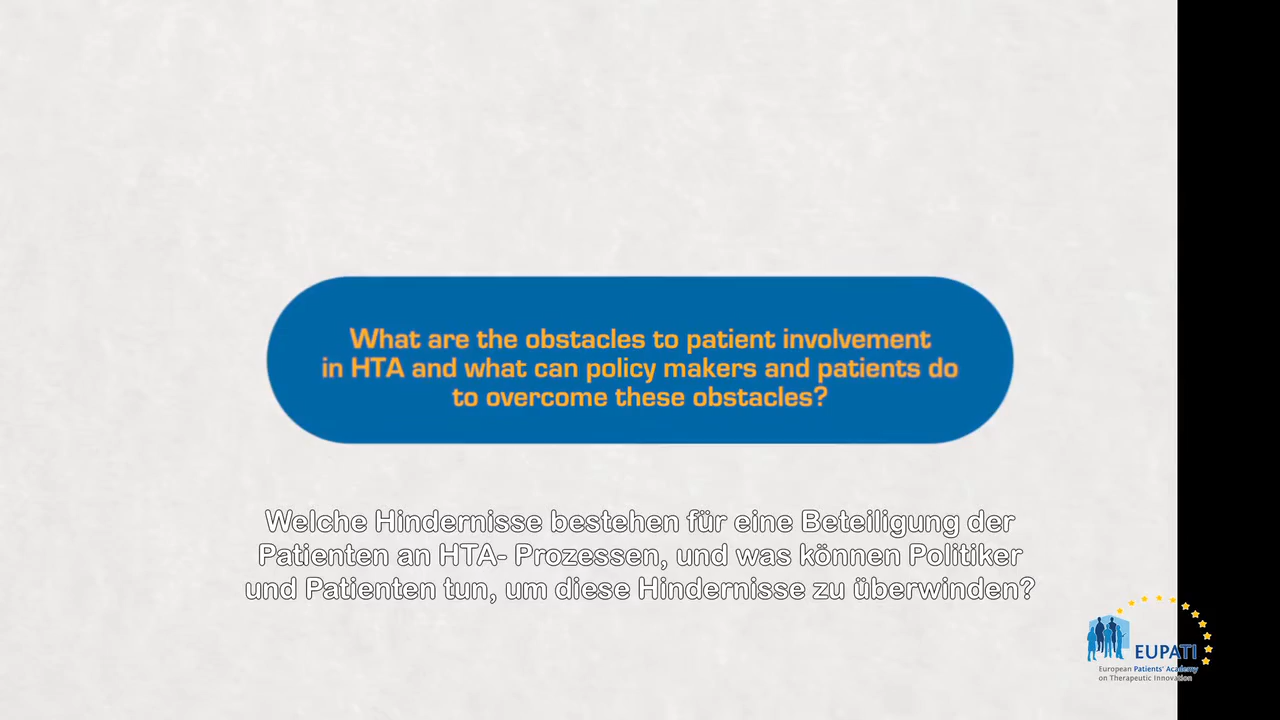 What are the obstacles to patient involvement
in HTA and what can policy makers and patients do
to overcome these obstacles?
Welche Hindernisse bestehen für eine Beteiligung der
Patienten an HTA- Prozessen, und was können Politiker
und Patienten tun, um diese Hindernisse zu überwinden?
EUPATI
European Patients' Academy
on Therapeutic Innovation